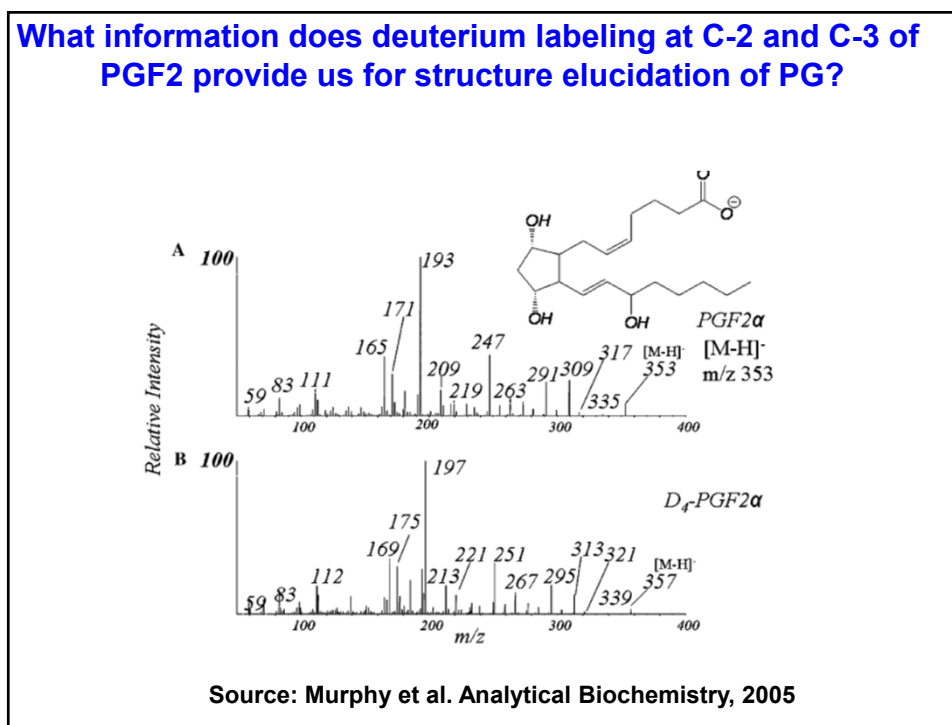 What information does deuterium labeling at C-2 and C-3 of
PGF2 provide us for structure elucidation of PG?
A
100
193
171
165
247
209
219
263
291
309
317
335
353
[M-H]-
59
83
111
100
200
300
400
OH
OH
OH
O
O⊖
PGF2α
[M-H]-
m/z 353
Relative Intensity
B
100
197
175
169
221
251
213
267
295
313
321
339
357
[M-H]-
59
83
112
100
200
300
400
m/z
D4-PGF2α
Source: Murphy et al. Analytical Biochemistry, 2005